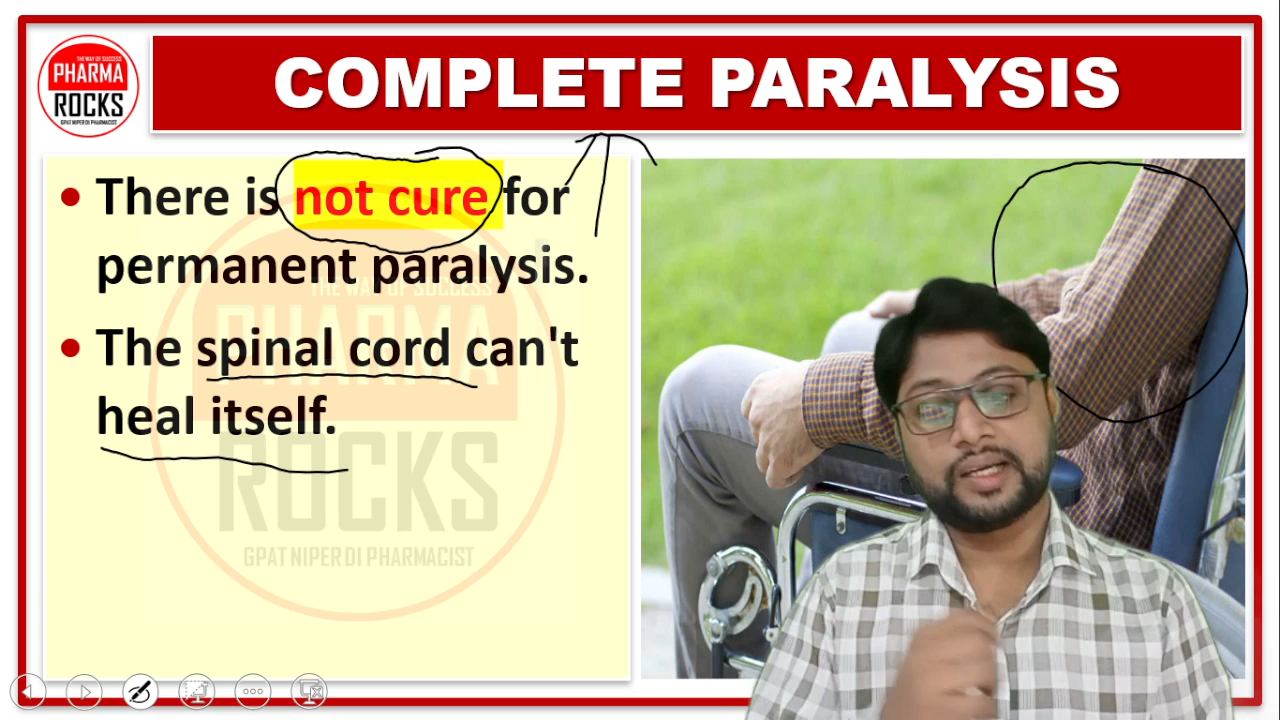 THE WAY OF SUCCESS
PHARMA
ROCKS
GPAT NIPER DI PHARMACIST
COMPLETE PARALYSIS
• There is not cure for
permanent paralysis.
• The spinal cord can't
heal itself.
THE WAY OF SUCCESS
PHARMA
ROCKS
GPAT NIPER DI PHARMACIST